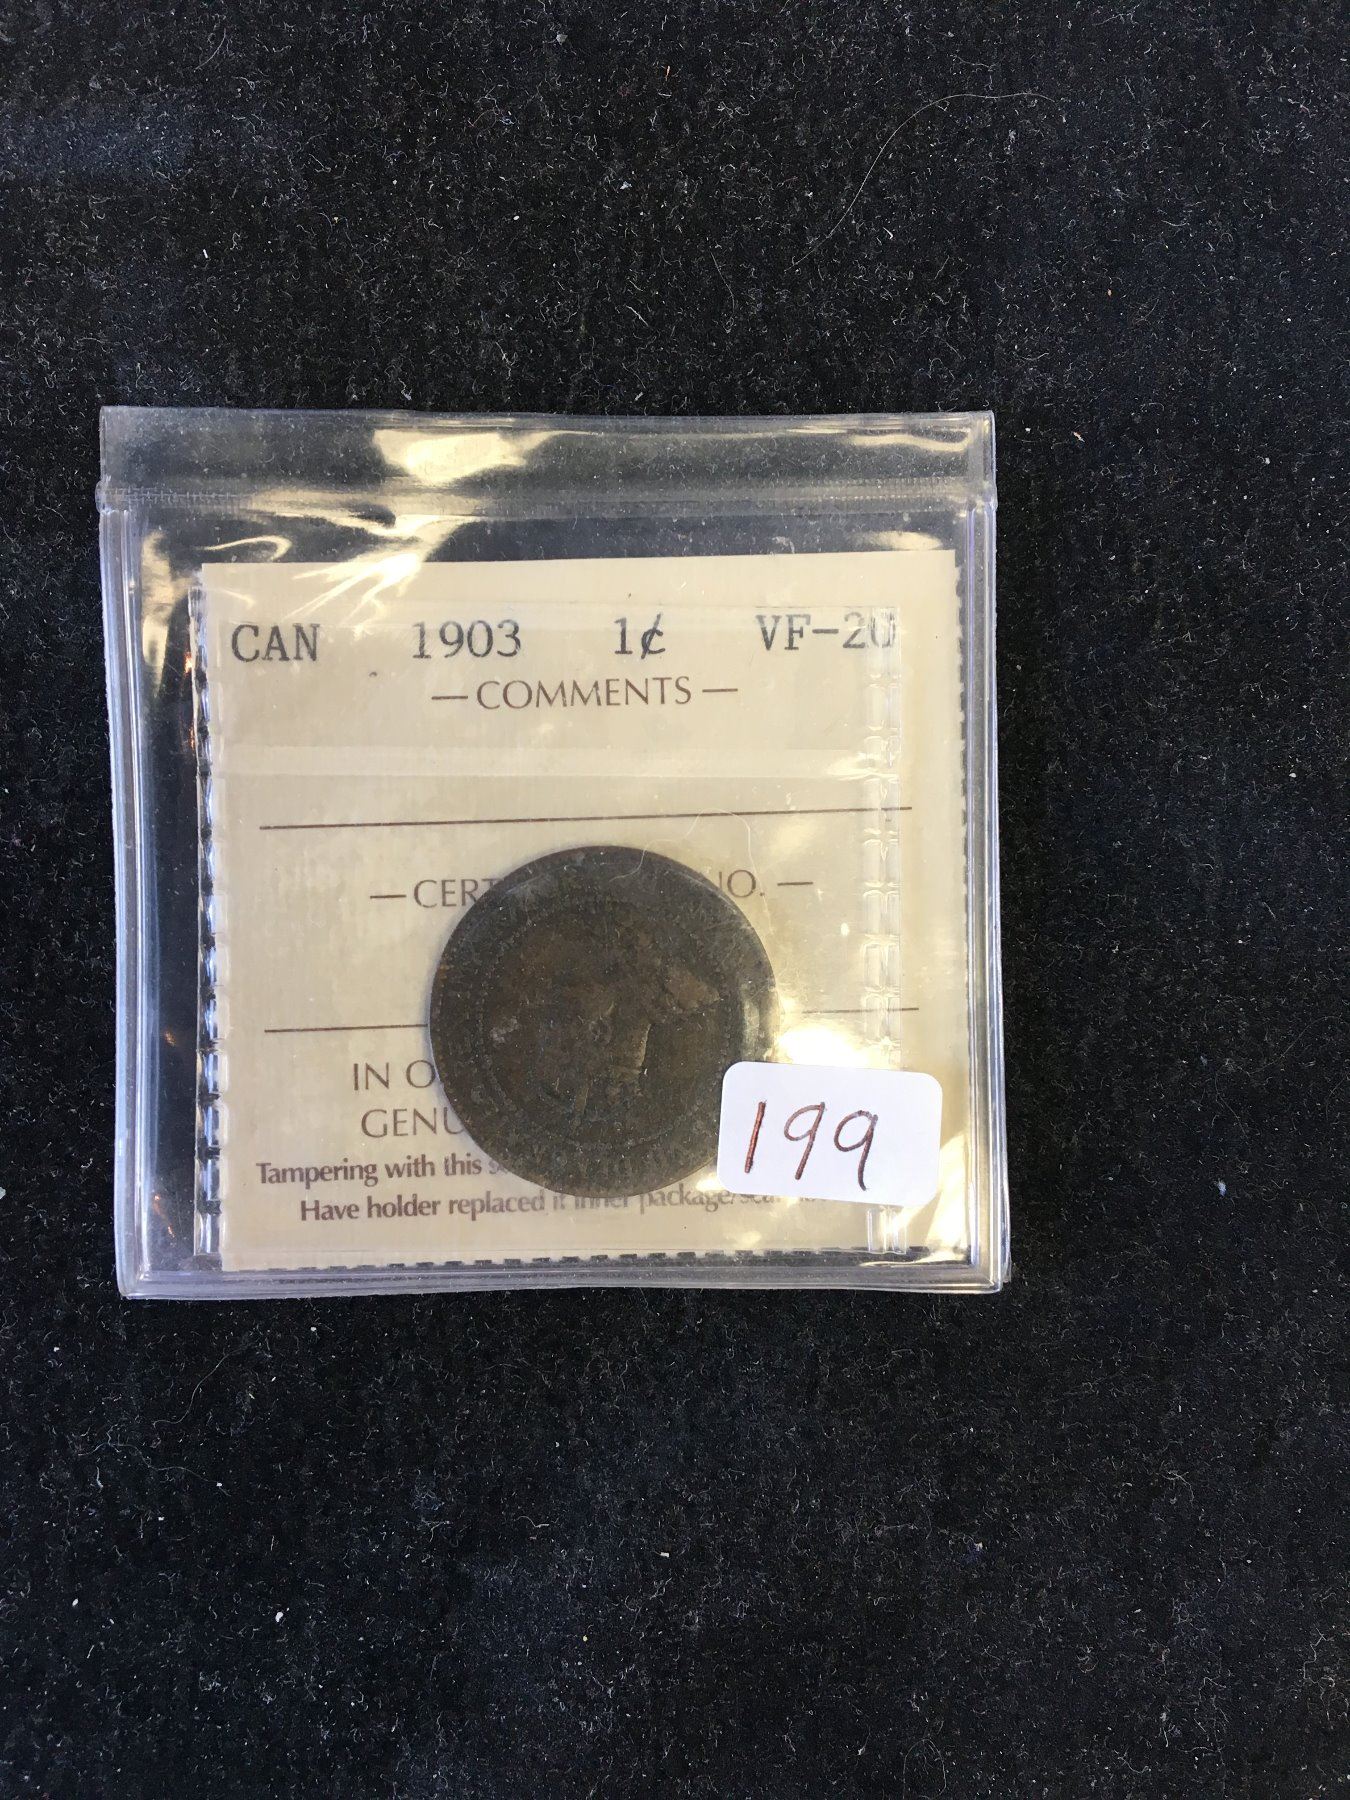 CAN 1903 1¢ VF-20
— COMMENTS —
— CERT NO. —
IN O
GENU
Tampering with this
Have holder replaced if inner package/seal
199